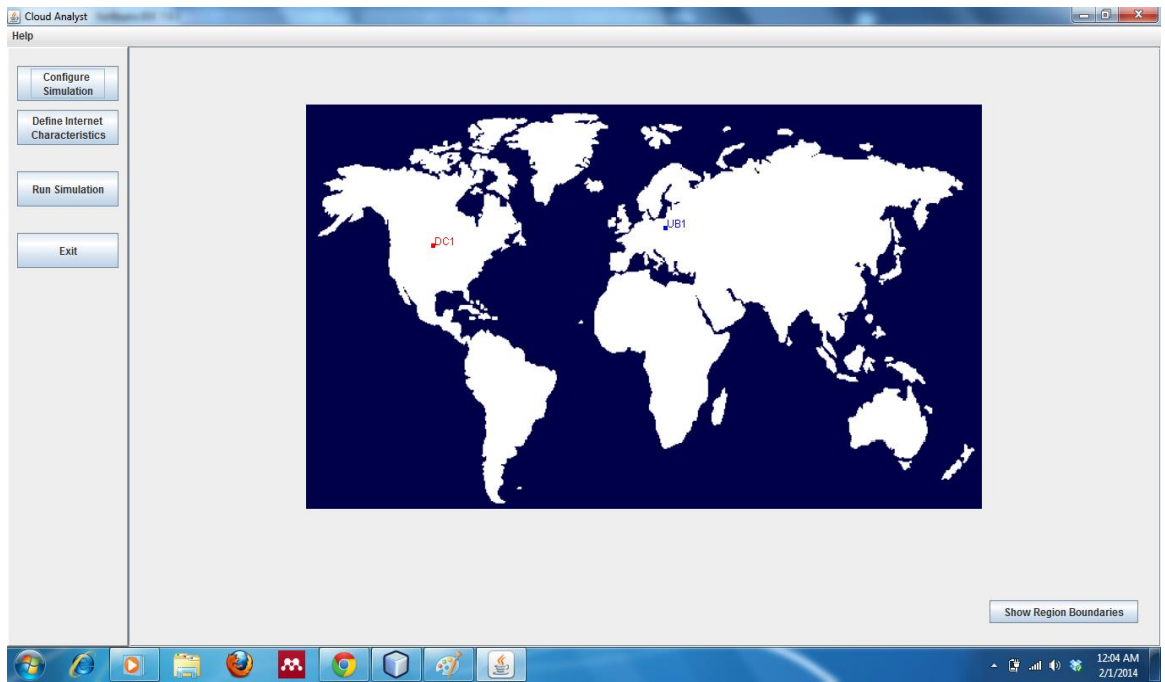 Cloud Analyst
Help
Configure
Simulation
Define Internet
Characteristics
Run Simulation
Exit
DC1
UB1
Show Region Boundaries
12:04 AM
2/1/2014